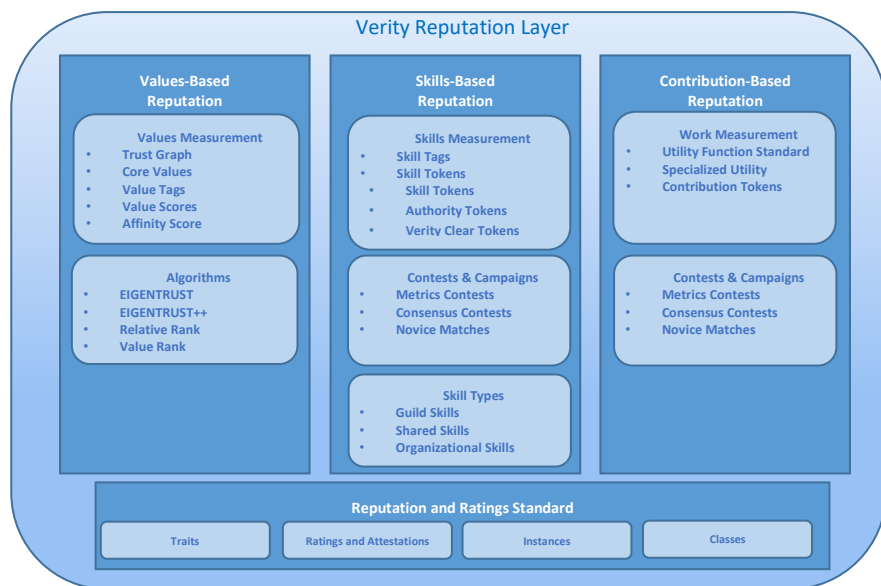 Verity Reputation Layer
Values-Based
Reputation
Values Measurement
• Trust Graph
• Core Values
• Value Tags
• Value Scores
• Affinity Score
Algorithms
• EIGENTRUST
• EIGENTRUST++
• Relative Rank
• Value Rank
Skills-Based
Reputation
Skills Measurement
• Skill Tags
• Skill Tokens
• Skill Tokens
• Authority Tokens
• Verity Clear Tokens
Contests & Campaigns
• Metrics Contests
• Consensus Contests
• Novice Matches
Skill Types
• Guild Skills
• Shared Skills
• Organizational Skills
Contribution-Based
Reputation
Work Measurement
• Utility Function Standard
• Specialized Utility
• Contribution Tokens
Contests & Campaigns
• Metrics Contests
• Consensus Contests
• Novice Matches
Reputation and Ratings Standard
Traits
Ratings and Attestations
Instances
Classes